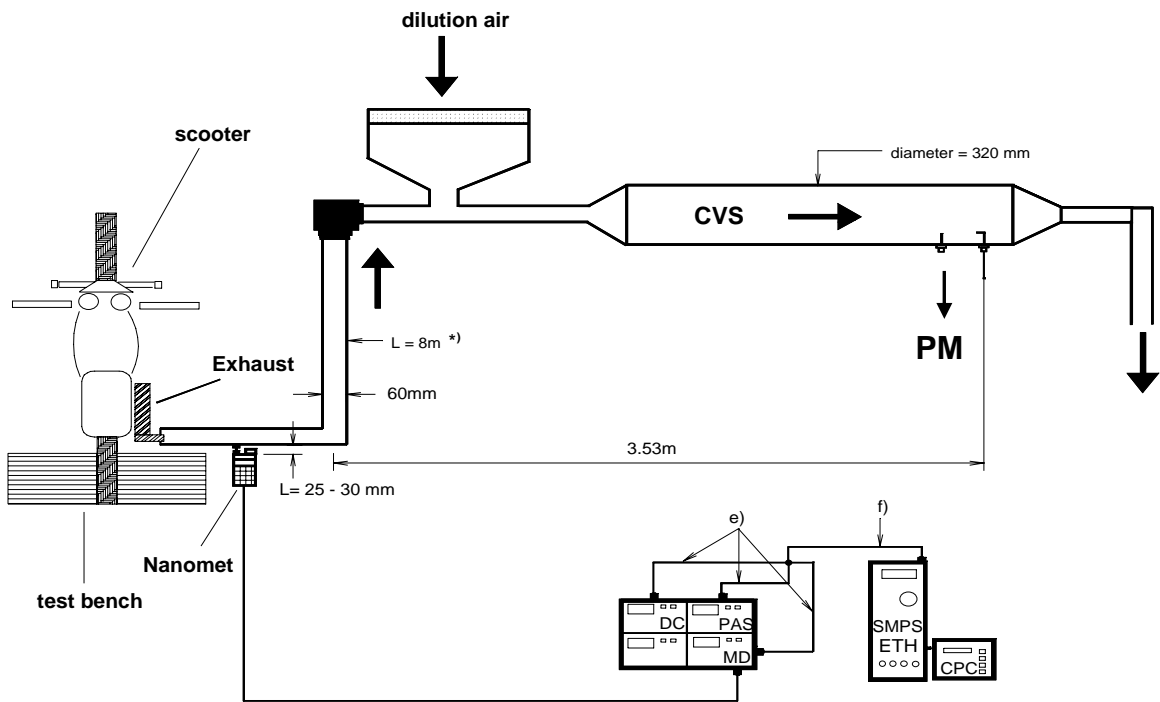 dilution air
scooter
diameter = 320 mm
CVS
L = 8m *)
PM
Exhaust
60mm
3.53m
L= 25 - 30 mm
f)
e)
Nanomet
test bench
DC
PAS
MD
SMPS
ETH
CPC